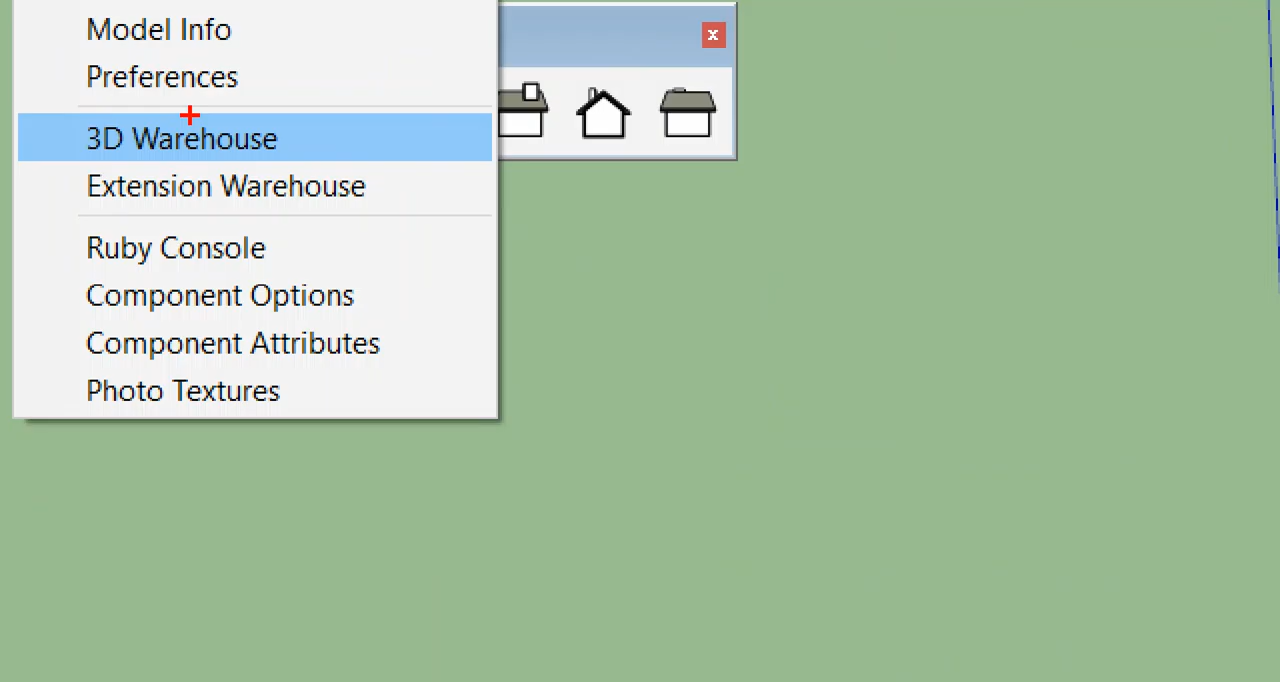 Model Info
Preferences
3D Warehouse
Extension Warehouse
Ruby Console
Component Options
Component Attributes
Photo Textures